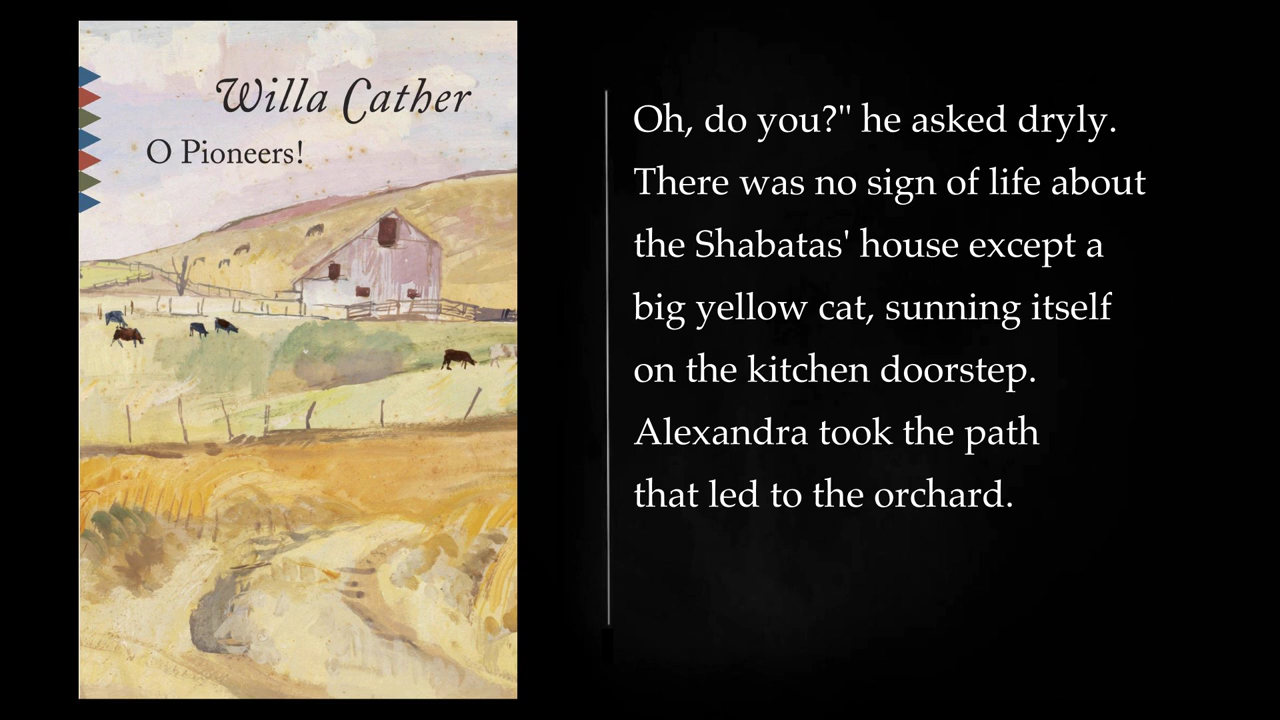 Willa Cather
O Pioneers!
Oh, do you?" he asked dryly.
There was no sign of life about
the Shabatas' house except a
big yellow cat, sunning itself
on the kitchen doorstep.
Alexandra took the path
that led to the orchard.